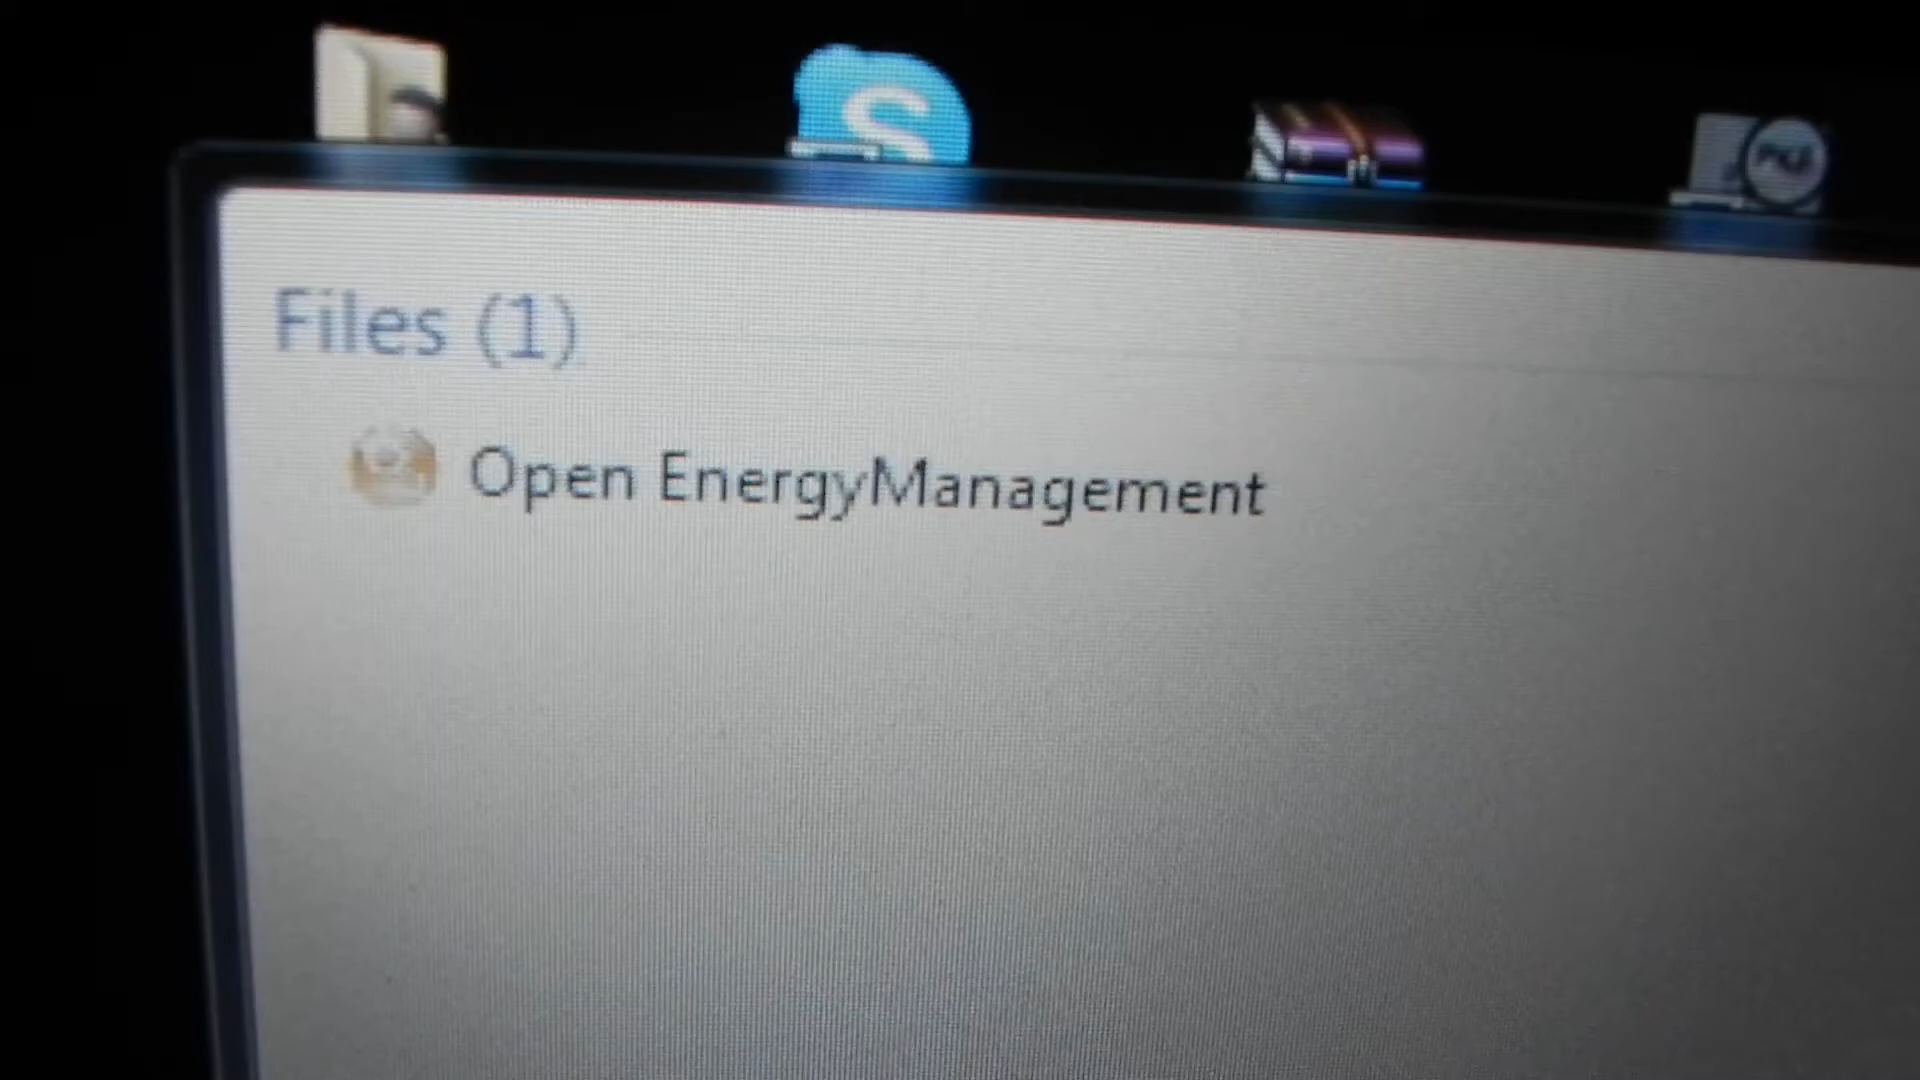 S
Files (1)
Open EnergyManagement